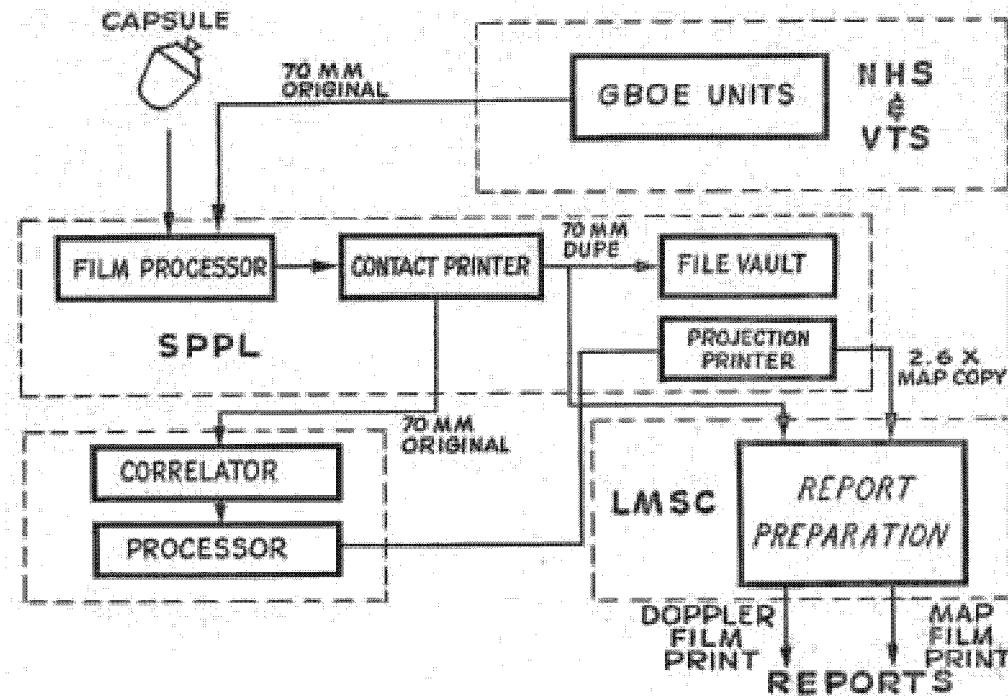 CAPSULE
70 MM
ORIGINAL
GBOE UNITS
NHS
&
VTS
FILM PROCESSOR
CONTACT PRINTER
70 MM
DUPE
FILE VAULT
SPPL
PROJECTION
PRINTER
2.6 X
MAP COPY
70 MM
ORIGINAL
CORRELATOR
PROCESSOR
LMSC
REPORT
PREPARATION
DOPPLER
FILM
PRINT
MAP
FILM
PRINT
REPORTS